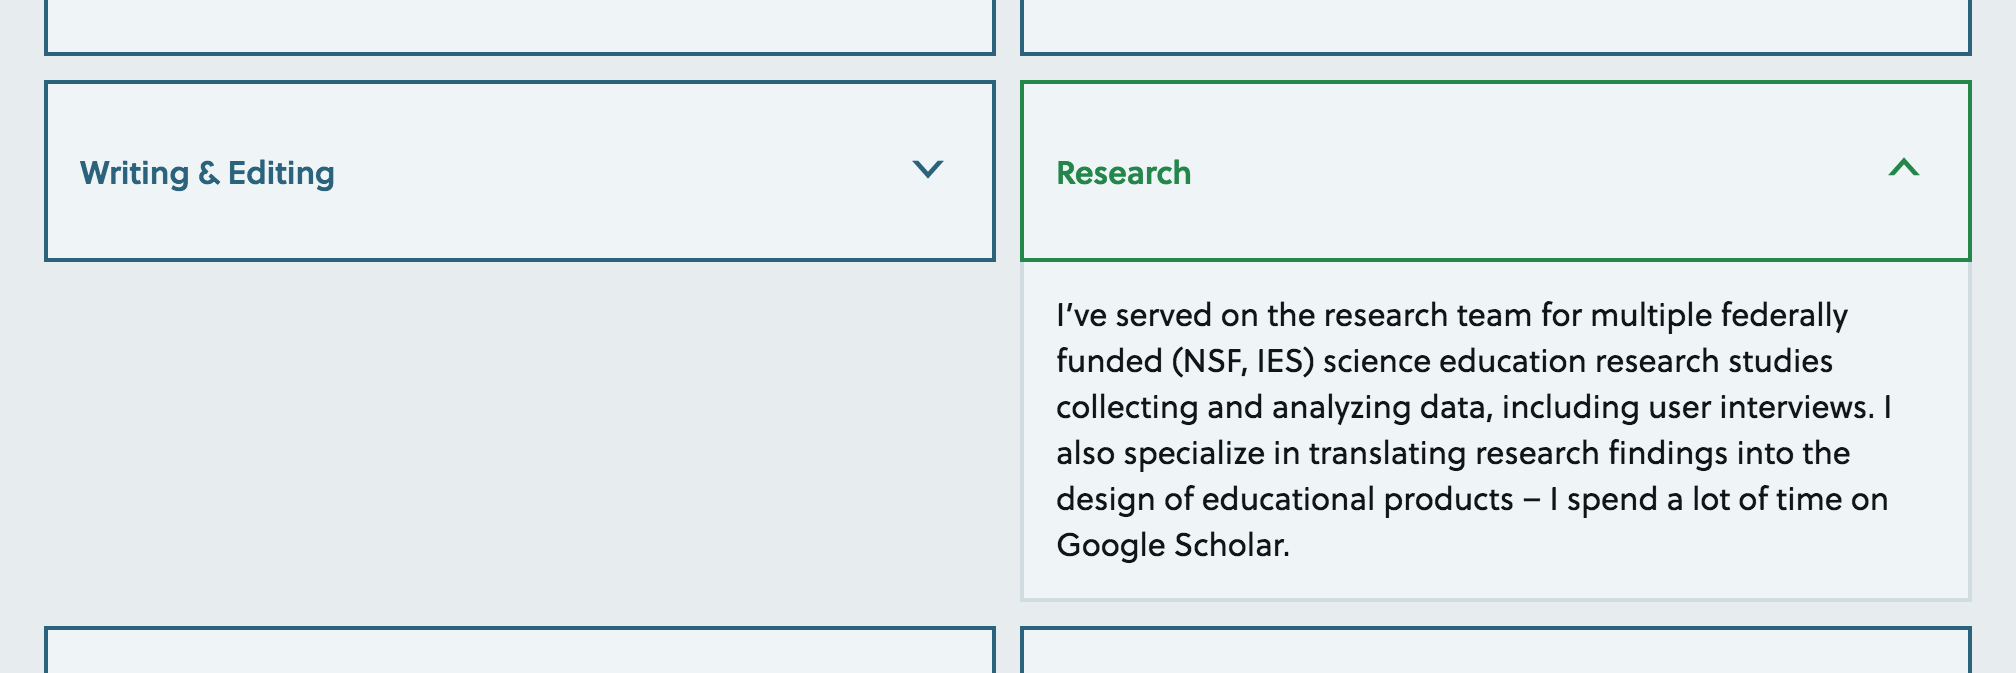 Writing & Editing
Research
I’ve served on the research team for multiple federally
funded (NSF, IES) science education research studies
collecting and analyzing data, including user interviews. I
also specialize in translating research findings into the
design of educational products – I spend a lot of time on
Google Scholar.